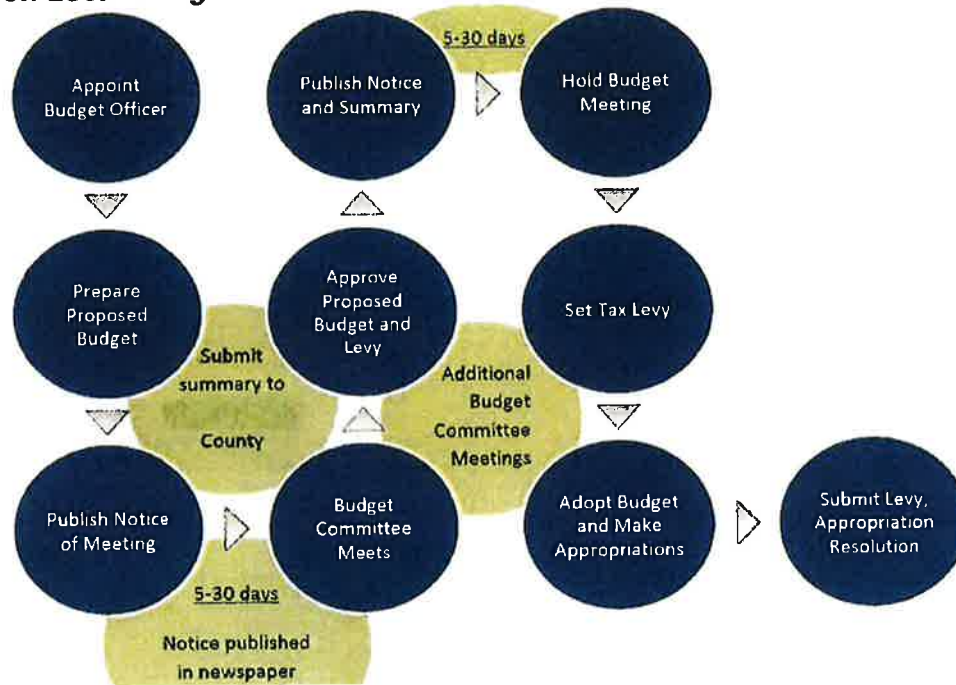 5-30 days
Appoint
Budget Officer
Publish Notice
and Summary
Hold Budget
Meeting
Prepare
Proposed
Budget
Approve
Proposed
Budget and
Levy
Set Tax Levy
Submit
summary to
County
Additional
Budget
Committee
Meetings
Publish Notice
of Meeting
Budget
Committee
Meets
Adopt Budget
and Make
Appropriations
Submit Levy,
Appropriation
Resolution
5-30 days
Notice published
in newspaper